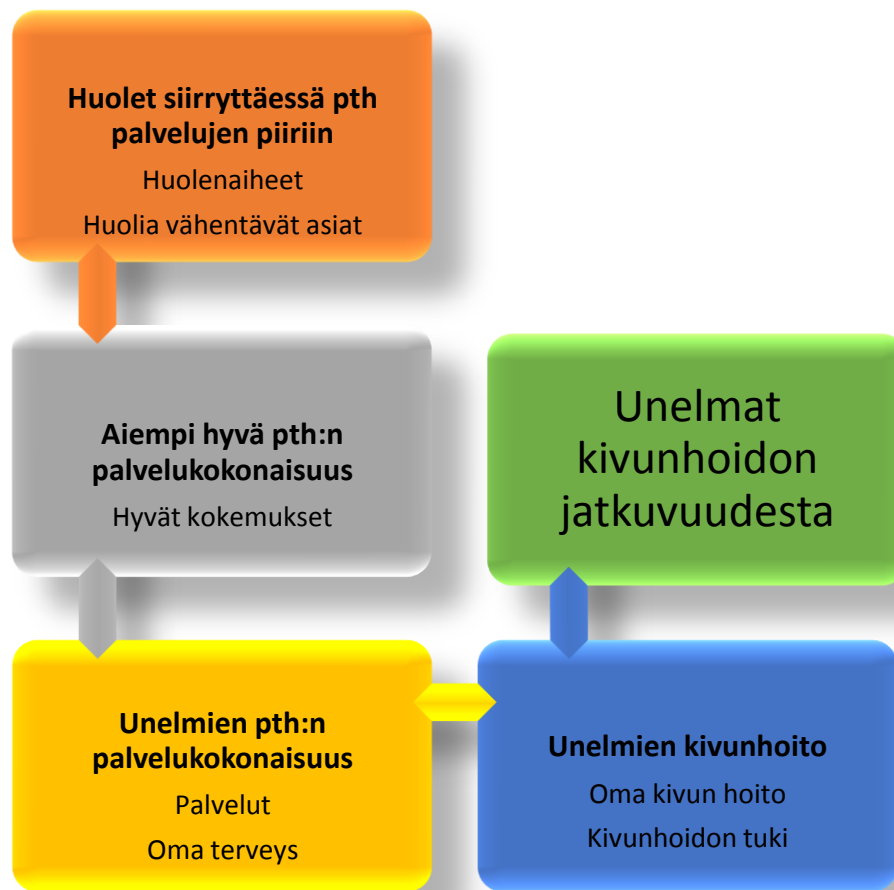 Huolet siirryttäessä pth
palvelujen piiriin
Huolenaiheet
Huolia vähentävät asiat
Aiempi hyvä pth:n
palvelukokonaisuus
Hyvät kokemukset
Unelmien pth:n
palvelukokonaisuus
Palvelut
Oma terveys
Unelmien kivunhoito
Oma kivun hoito
Kivunhoidon tuki
Unelmat
kivunhoidon
jatkuvuudesta